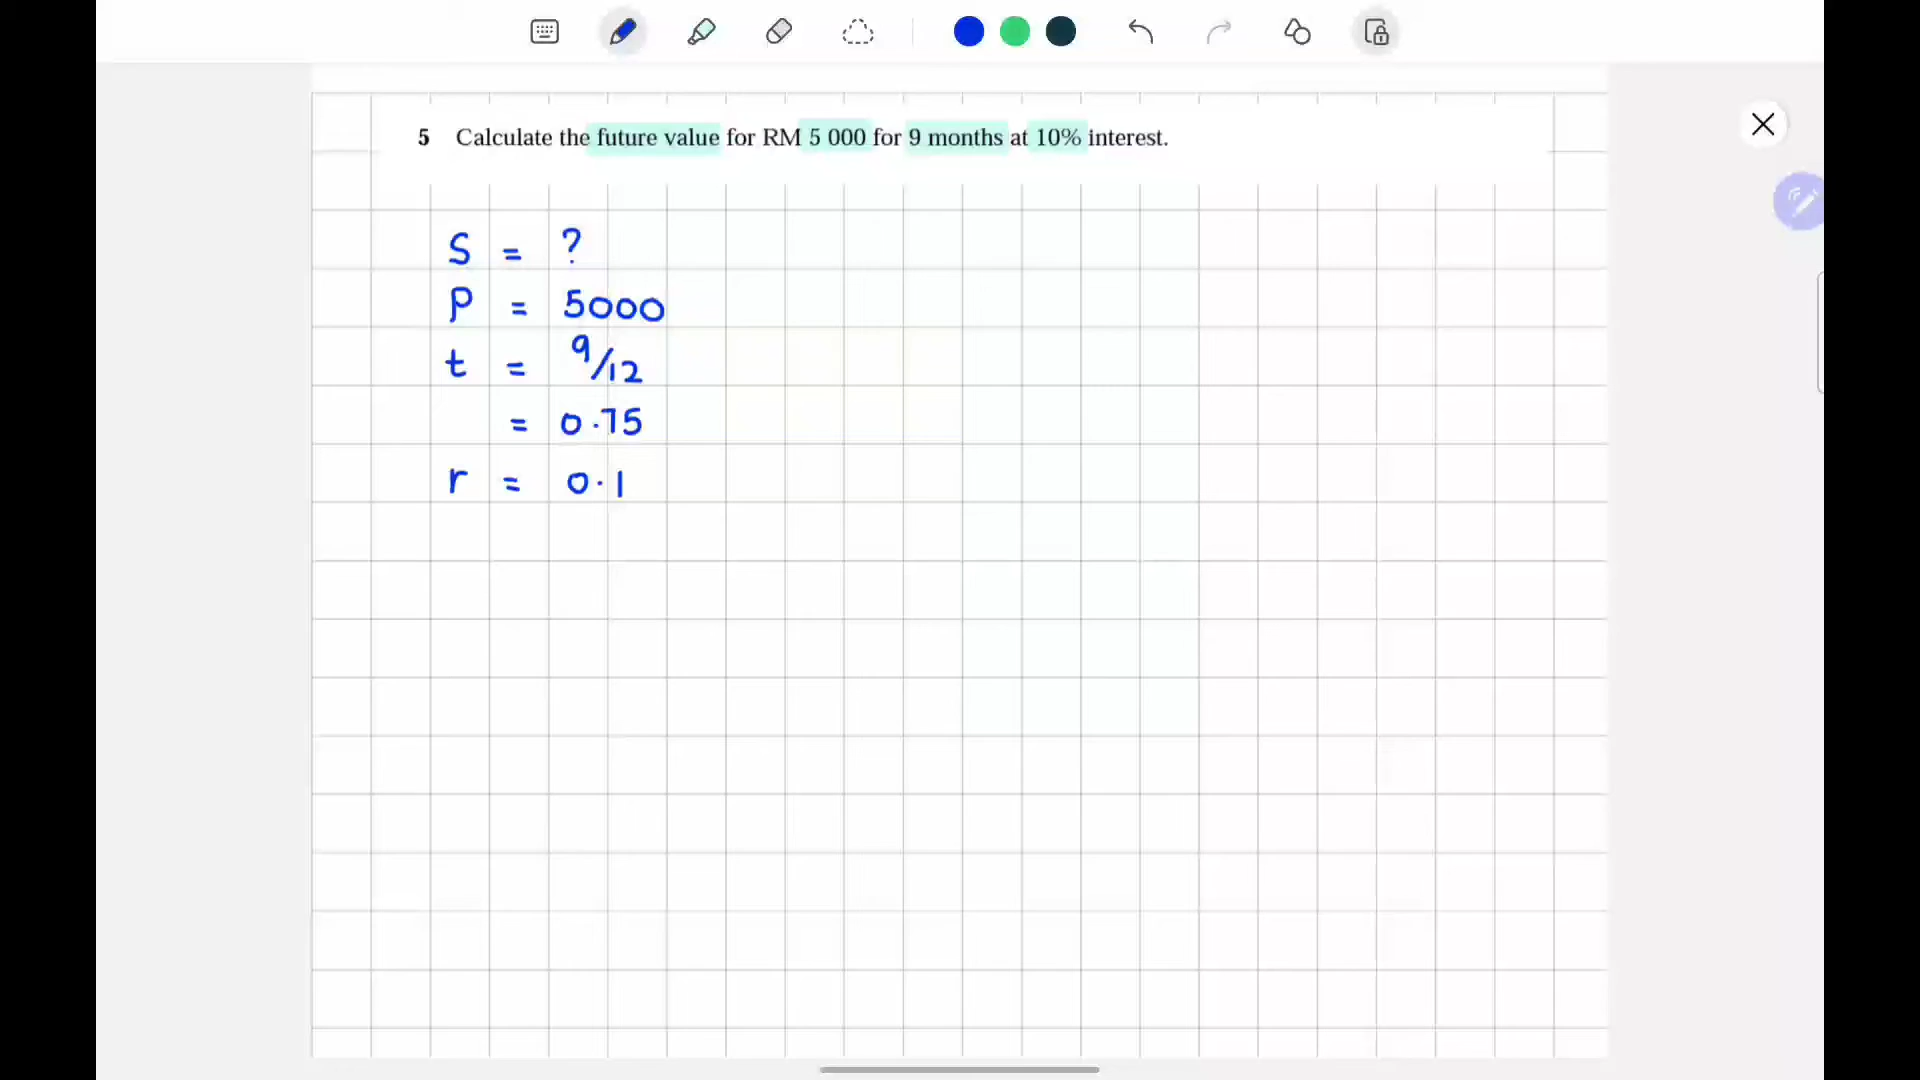 5 Calculate the future value for RM 5 000 for 9 months at 10% interest.
S = ?
P = 5000
t = 9/12
= 0.75
r = 0.1